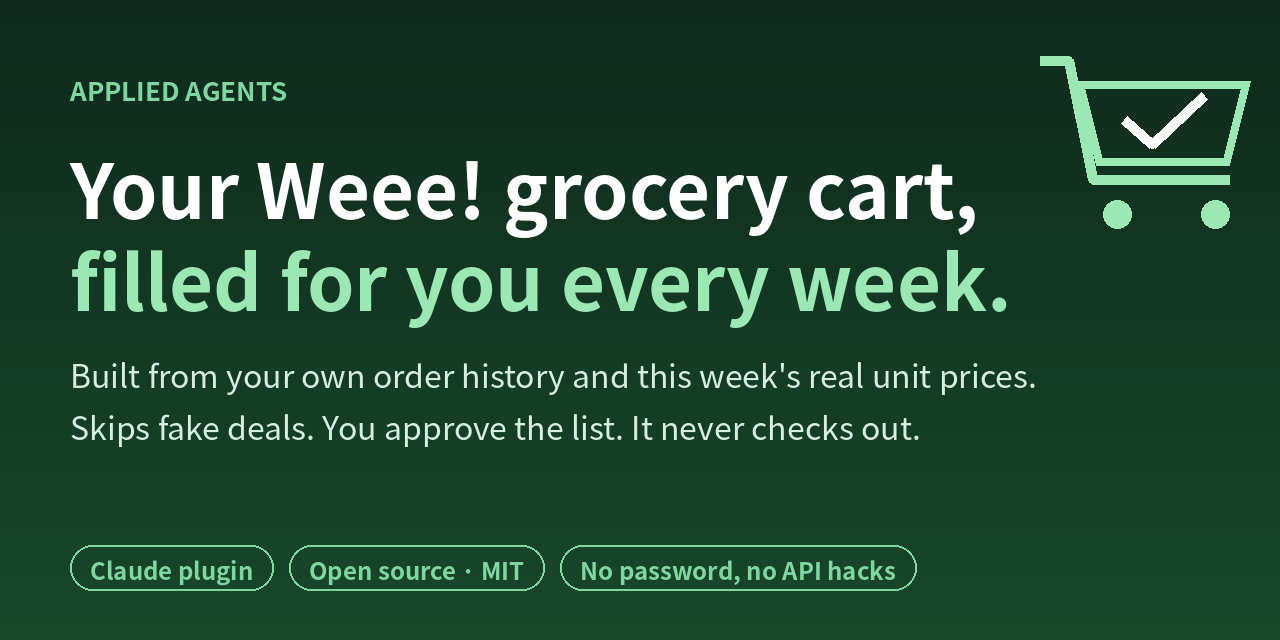 APPLIED AGENTS
Your Weee! grocery cart,
filled for you every week.
Built from your own order history and this week's real unit prices.
Skips fake deals. You approve the list. It never checks out.
Claude plugin
Open source · MIT
No password, no API hacks